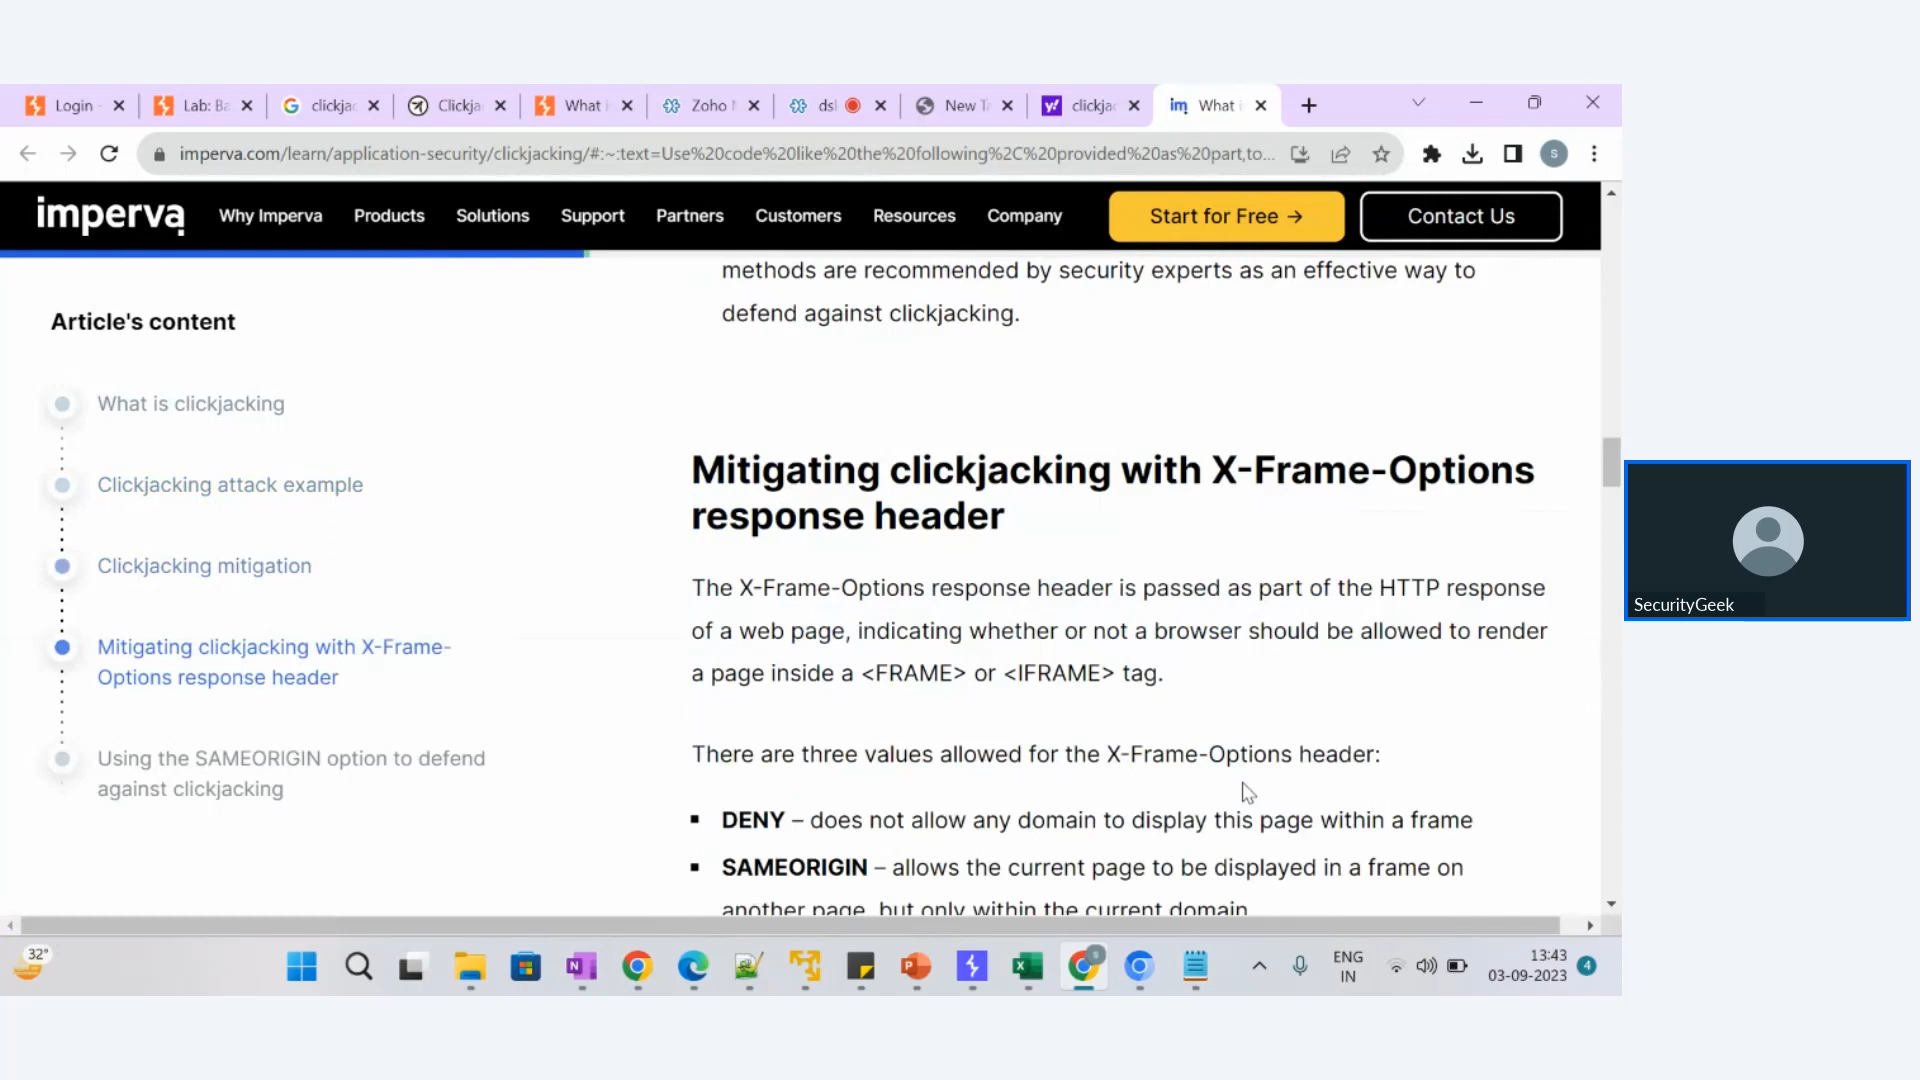 Login -
Lab: Ba
clickjac
Clickja
What i
Zoho
dsl
New Ta
clickjac
What i
imperva.com/learn/application-security/clickjacking/#:~:text=Use%20code%20like%20the%20following%2C%20provided%20as%20part,to...
S
imperva
Why Imperva
Products
Solutions
Support
Partners
Customers
Resources
Company
Start for Free →
Contact Us
Article's content
What is clickjacking
Clickjacking attack example
Clickjacking mitigation
Mitigating clickjacking with X-Frame-
Options response header
Using the SAMEORIGIN option to defend
against clickjacking
methods are recommended by security experts as an effective way to
defend against clickjacking.
Mitigating clickjacking with X-Frame-Options
response header
The X-Frame-Options response header is passed as part of the HTTP response
of a web page, indicating whether or not a browser should be allowed to render
a page inside a <FRAME> or <IFRAME> tag.
There are three values allowed for the X-Frame-Options header:
▪ DENY – does not allow any domain to display this page within a frame
▪ SAMEORIGIN – allows the current page to be displayed in a frame on
another page, but only within the current domain
SecurityGeek
32°
ENG
IN
13:43
03-09-2023
4